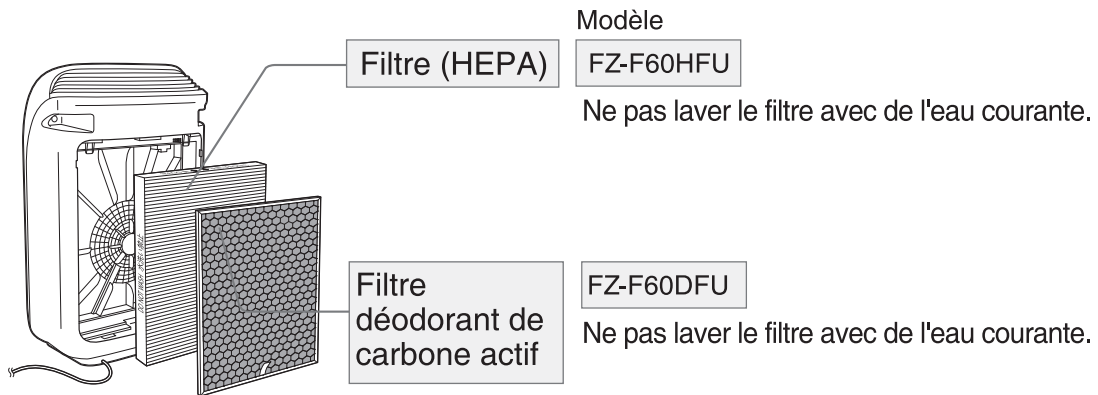 Modèle
Filtre (HEPA)
FZ-F60HFU
Ne pas laver le filtre avec de l'eau courante.
Filtre
déodorant de
carbone actif
FZ-F60DFU
Ne pas laver le filtre avec de l'eau courante.